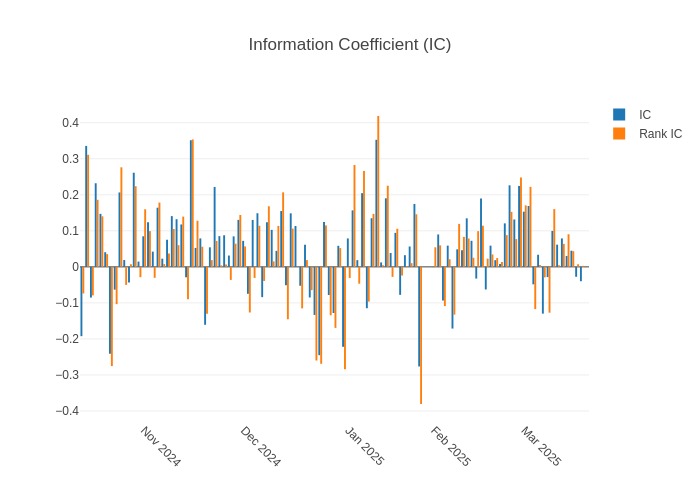 Information Coefficient (IC)
IC
Rank IC
0.4
0.3
0.2
0.1
0
−0.1
−0.2
−0.3
−0.4
Nov 2024
Dec 2024
Jan 2025
Feb 2025
Mar 2025